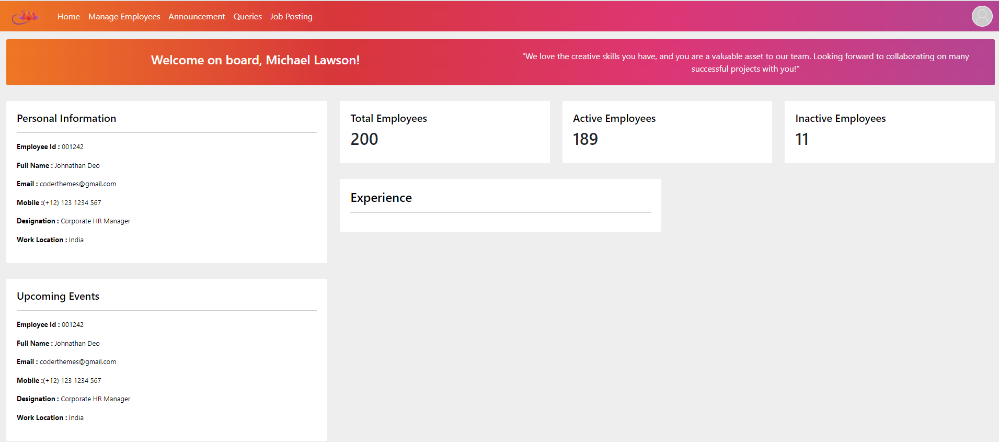 Home Manage Employees Announcement Queries Job Posting
Welcome on board, Michael Lawson!
"We love the creative skills you have, and you are a valuable asset to our team. Looking forward to collaborating on many
successful projects with you!"
Personal Information
Employee Id : 001242
Full Name : Johnathan Deo
Email : coderthemes@gmail.com
Mobile :(+12) 123 1234 567
Designation : Corporate HR Manager
Work Location : India
Upcoming Events
Employee Id : 001242
Full Name : Johnathan Deo
Email : coderthemes@gmail.com
Mobile :(+12) 123 1234 567
Designation : Corporate HR Manager
Work Location : India
Total Employees
200
Active Employees
189
Inactive Employees
11
Experience